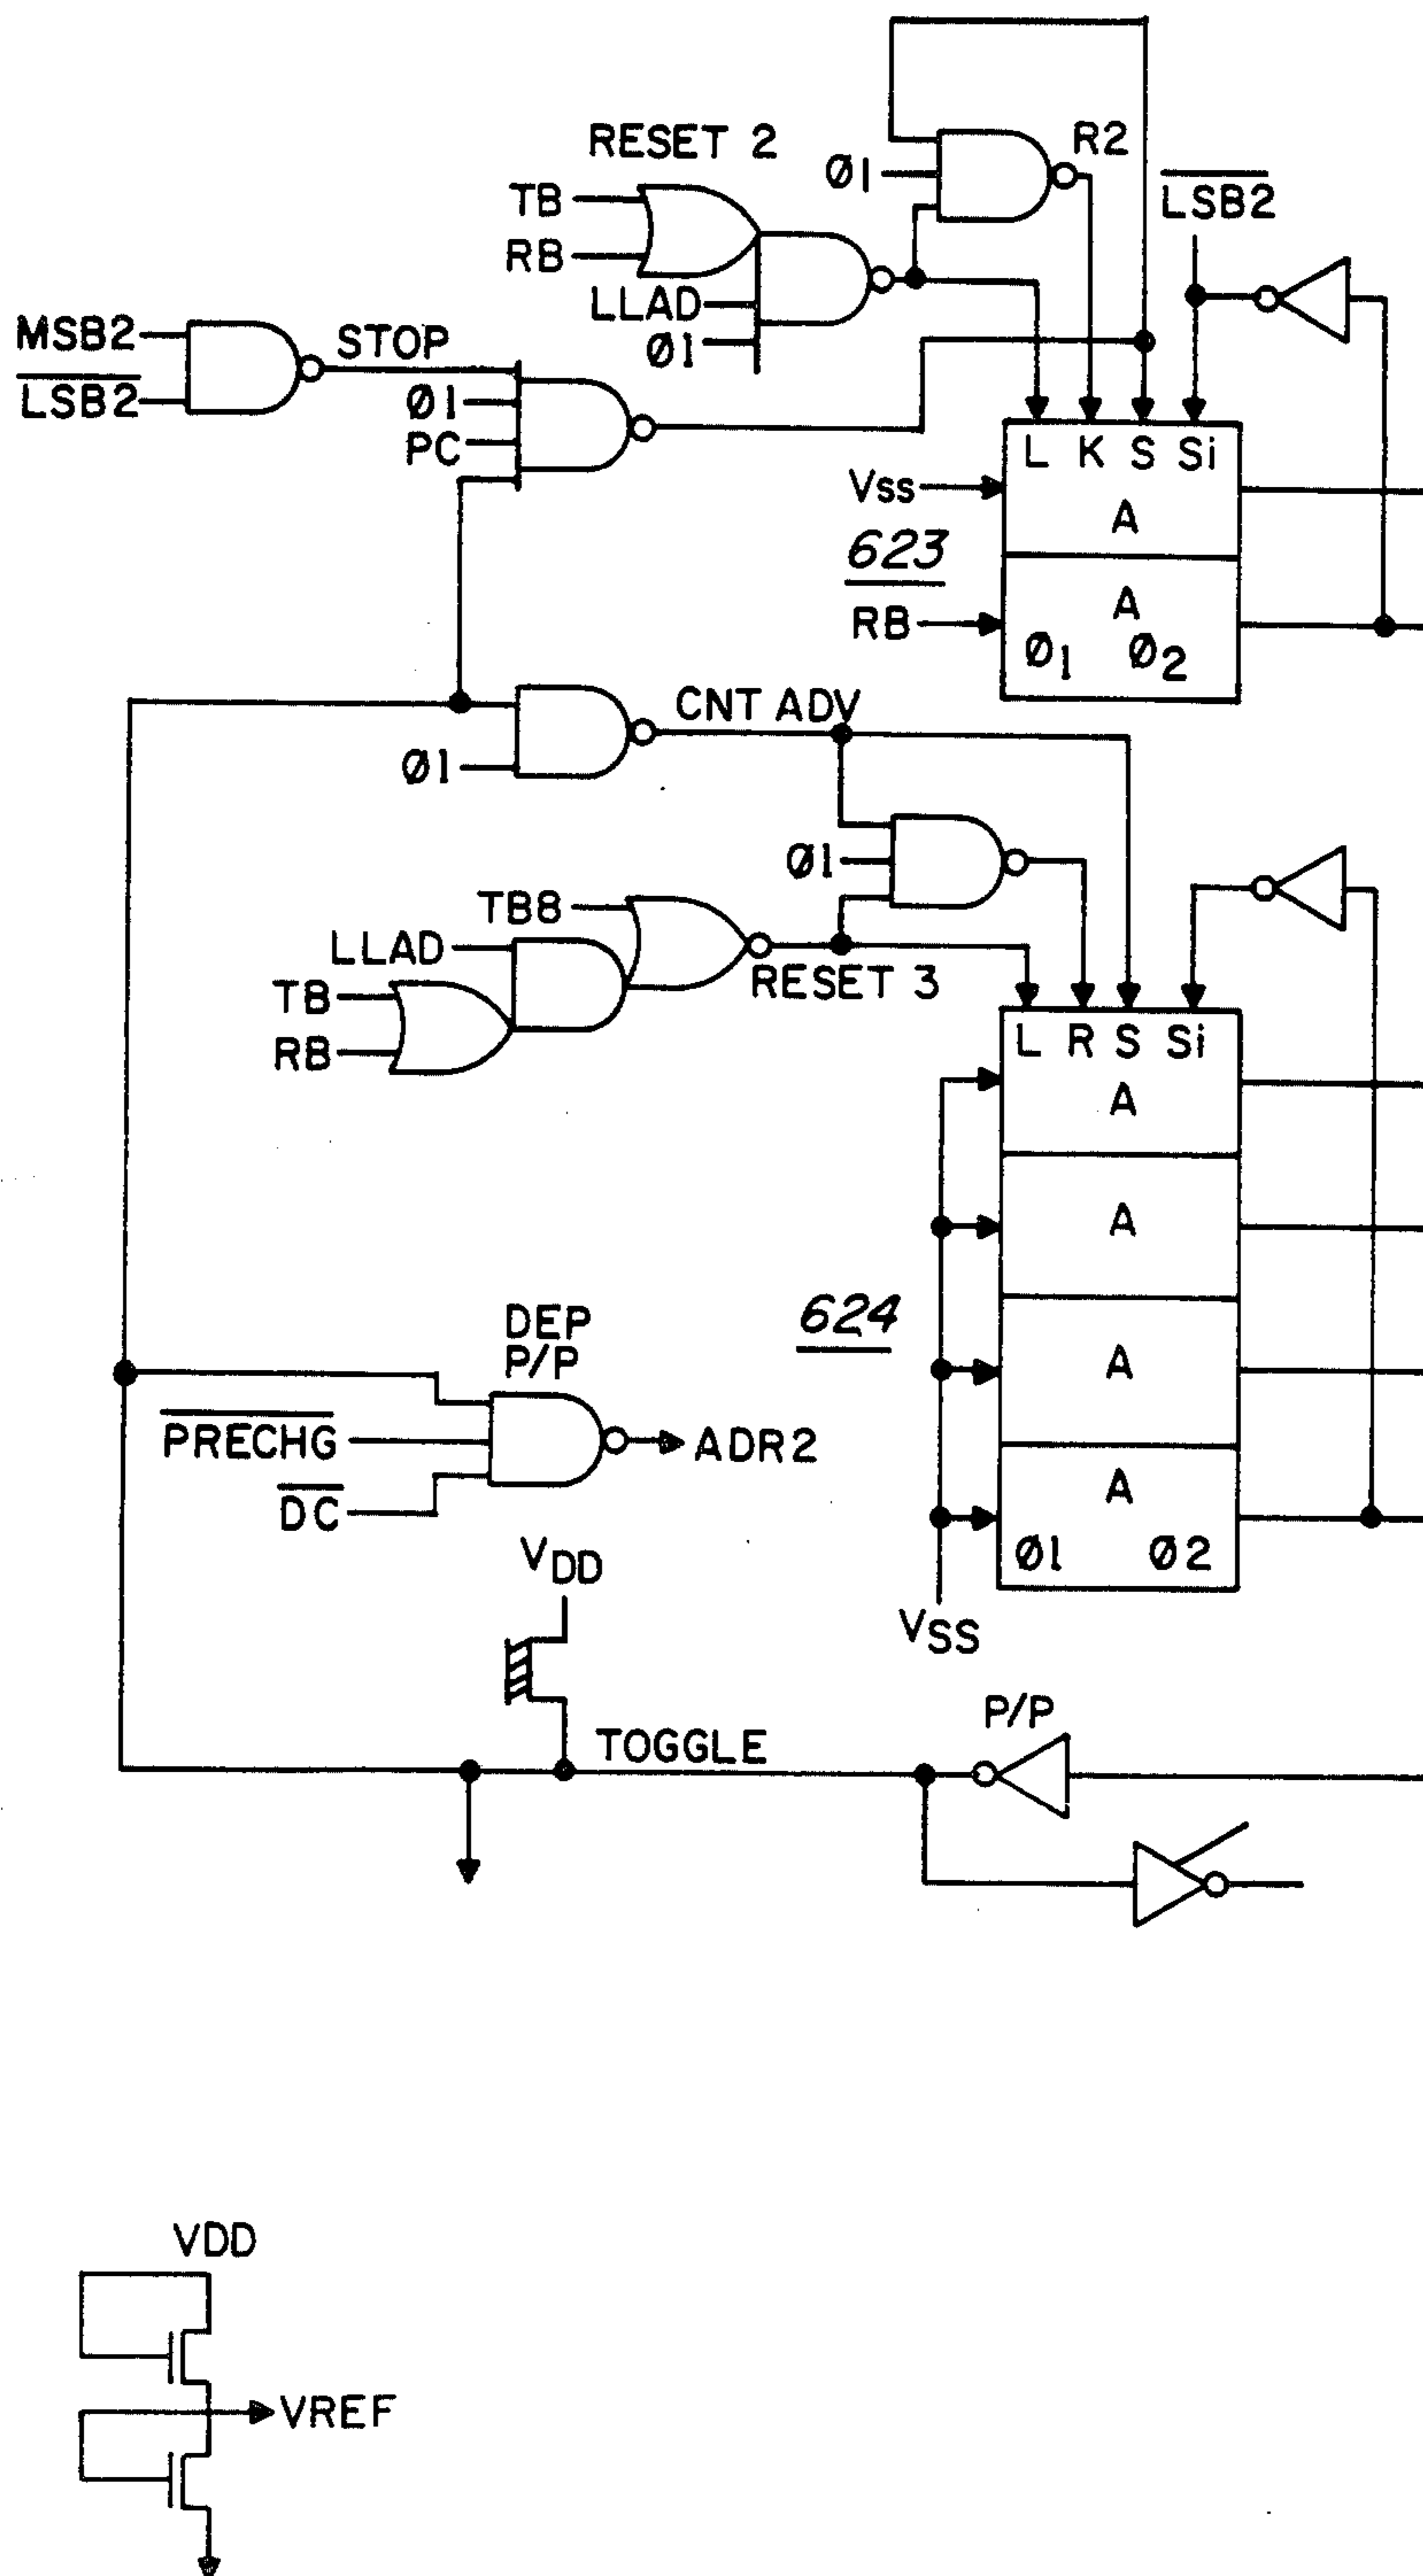 RESET 2
TB
RB
LLAD
Ø1
Ø1
R2
LSB2
MSB2
LSB2
STOP
Ø1
PC
L K S Si
Vss
A
623
RB
A
Ø1 Ø2
CNT ADV
Ø1
Ø1
TB8
LLAD
TB
RB
RESET 3
L R S Si
A
A
624
A
A
Ø1 Ø2
VSS
DEP
P/P
PRECHG
DC
ADR2
VDD
TOGGLE
P/P
VDD
VREF